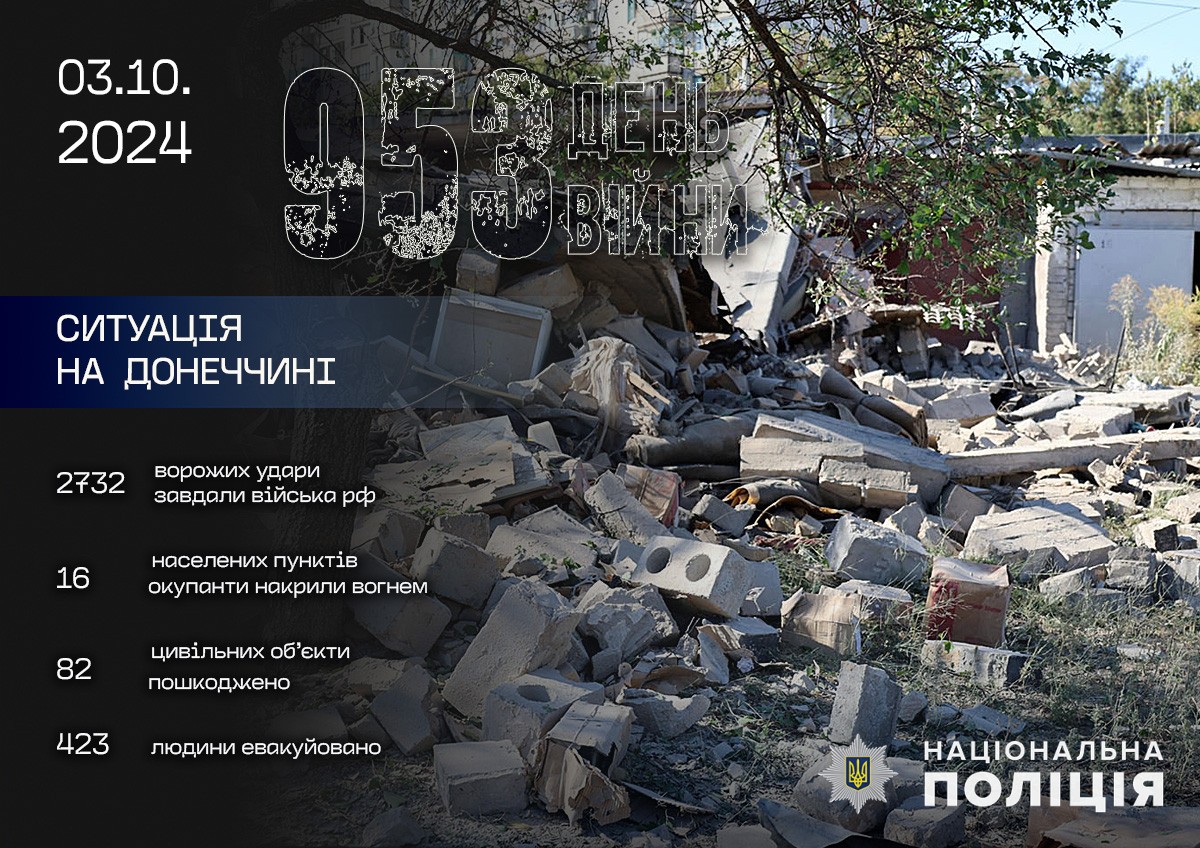 03.10.
2024
953 ДЕНЬ
ВІЙНИ
СИТУАЦІЯ
НА ДОНЕЧЧИНІ
2732 ворожих удари
завдали війська рф
16 населених пунктів
окупанти накрили вогнем
82 цивільних об’єкти
пошкоджено
423 людини евакуйовано
НАЦІОНАЛЬНА
ПОЛІЦІЯ